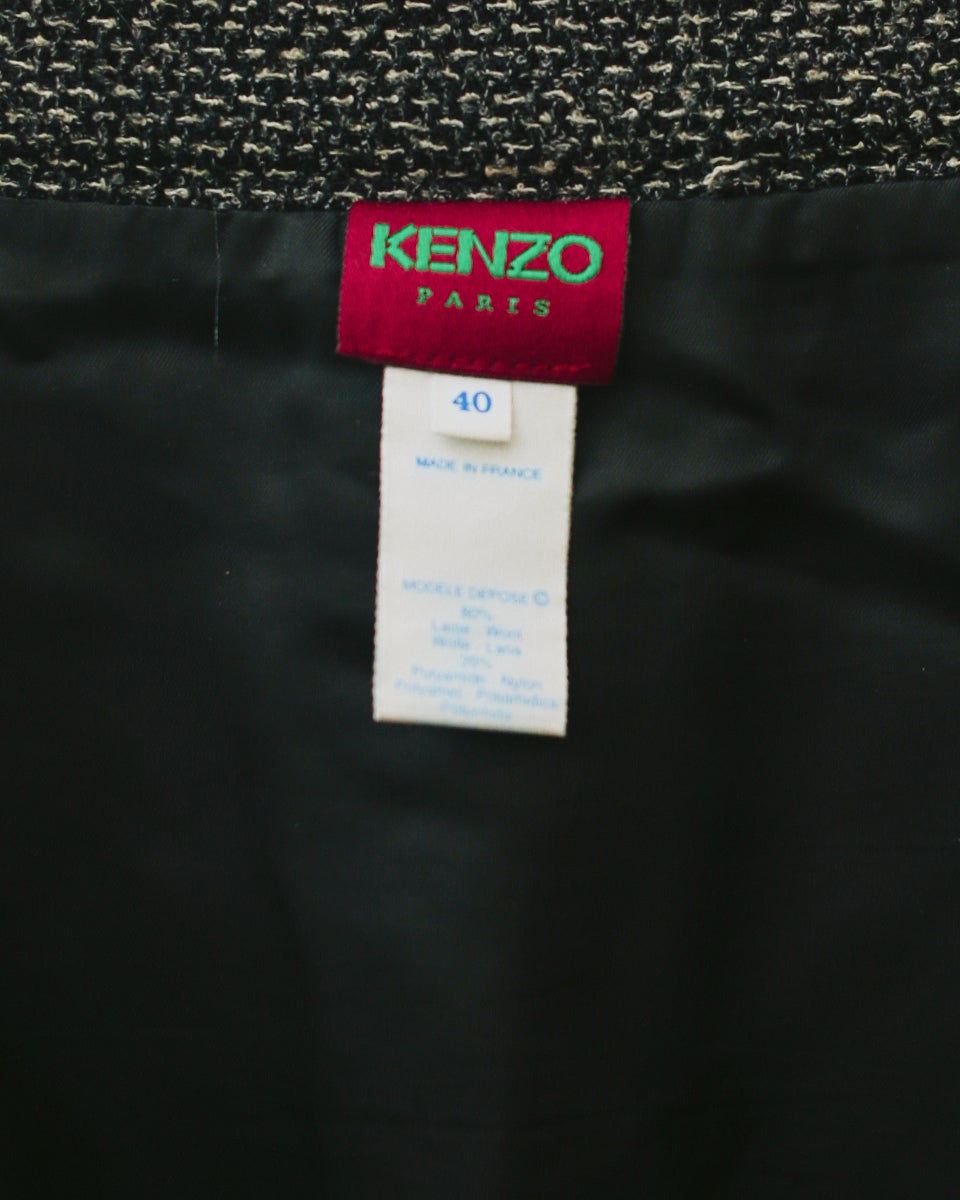 KENZO
PARIS
40
MADE IN FRANCE
MODELE DEPOSE ©
80%
Laine - Wool
Wolle - Lana
20%
Polyamide - Nylon